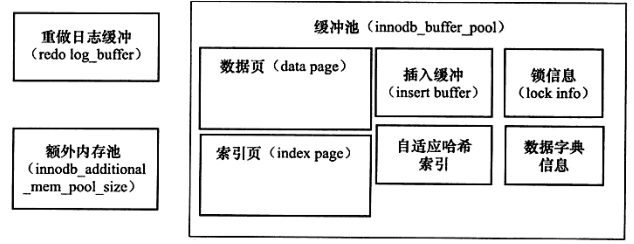 重做日志缓冲
（redo log_buffer）
额外内存池
（innodb_additional
_mem_pool_size）
缓冲池（innodb_buffer_pool）
数据页（data page）
插入缓冲
（insert buffer）
锁信息
（lock info）
索引页（index page）
自适应哈希
索引
数据字典
信息